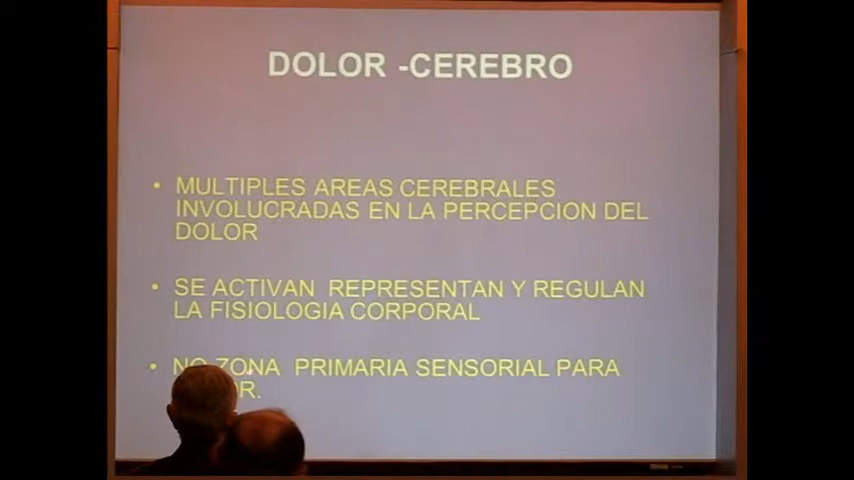 DOLOR -CEREBRO
• MULTIPLES AREAS CEREBRALES
INVOLUCRADAS EN LA PERCEPCION DEL
DOLOR
• SE ACTIVAN REPRESENTAN Y REGULAN
LA FISIOLOGIA CORPORAL
• NO ZONA PRIMARIA SENSORIAL PARA